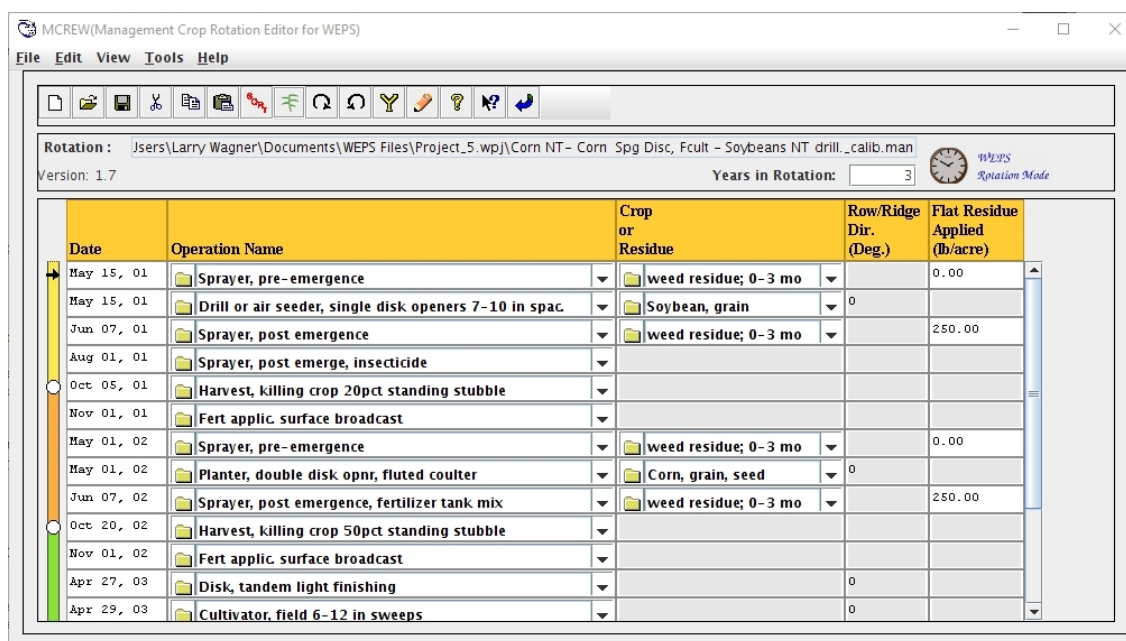 MCREW(Management Crop Rotation Editor for WEPS)
File Edit View Tools Help
SORT
Rotation : Jsers\Larry Wagner\Documents\WEPS Files\Project_5.wpj\Corn NT- Corn Spg Disc, Fcult - Soybeans NT drill._calib.man
Version: 1.7 Years in Rotation: 3
WEPS
Rotation Mode
Date Operation Name Crop or Residue Row/Ridge Dir. (Deg.) Flat Residue Applied (lb/acre)
May 15, 01 Sprayer, pre-emergence weed residue; 0-3 mo 0.00
May 15, 01 Drill or air seeder, single disk openers 7-10 in spac. Soybean, grain 0
Jun 07, 01 Sprayer, post emergence weed residue; 0-3 mo 250.00
Aug 01, 01 Sprayer, post emerge, insecticide
Oct 05, 01 Harvest, killing crop 20pct standing stubble
Nov 01, 01 Fert applic. surface broadcast
May 01, 02 Sprayer, pre-emergence weed residue; 0-3 mo 0.00
May 01, 02 Planter, double disk opnr, fluted coulter Corn, grain, seed 0
Jun 07, 02 Sprayer, post emergence, fertilizer tank mix weed residue; 0-3 mo 250.00
Oct 20, 02 Harvest, killing crop 50pct standing stubble
Nov 01, 02 Fert applic. surface broadcast
Apr 27, 03 Disk, tandem light finishing 0
Apr 29, 03 Cultivator, field 6-12 in sweeps 0